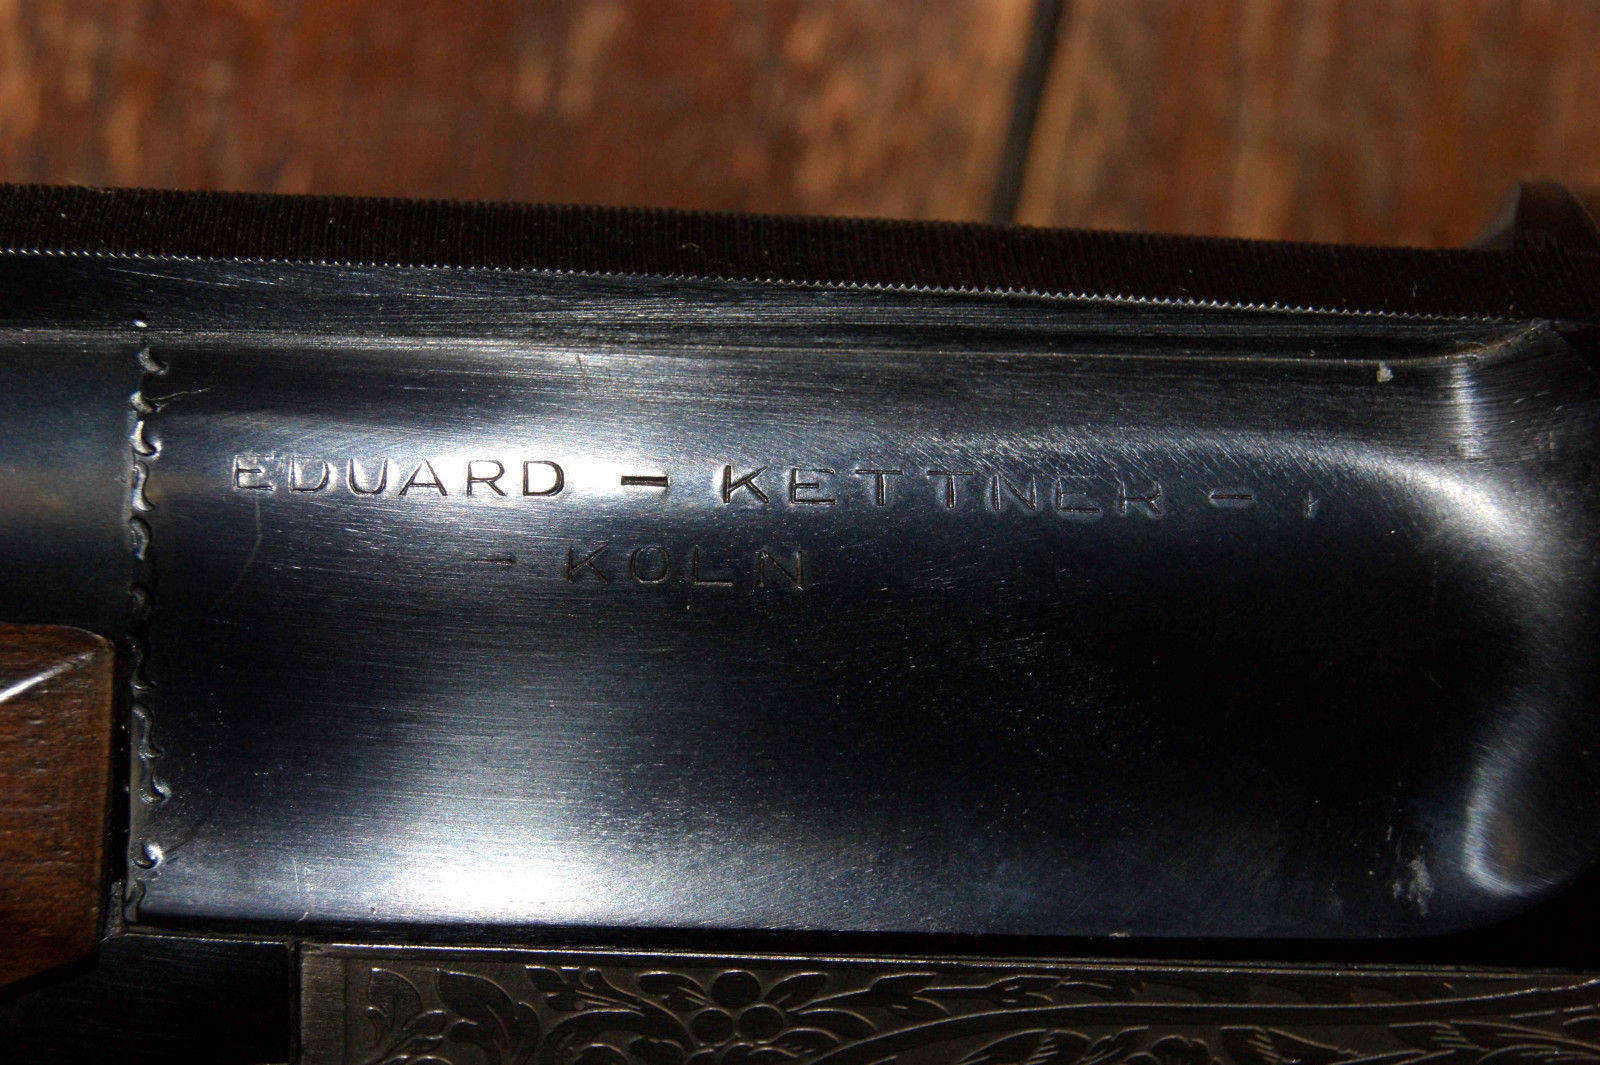 EDUARD - KETTNER -
- KOLN